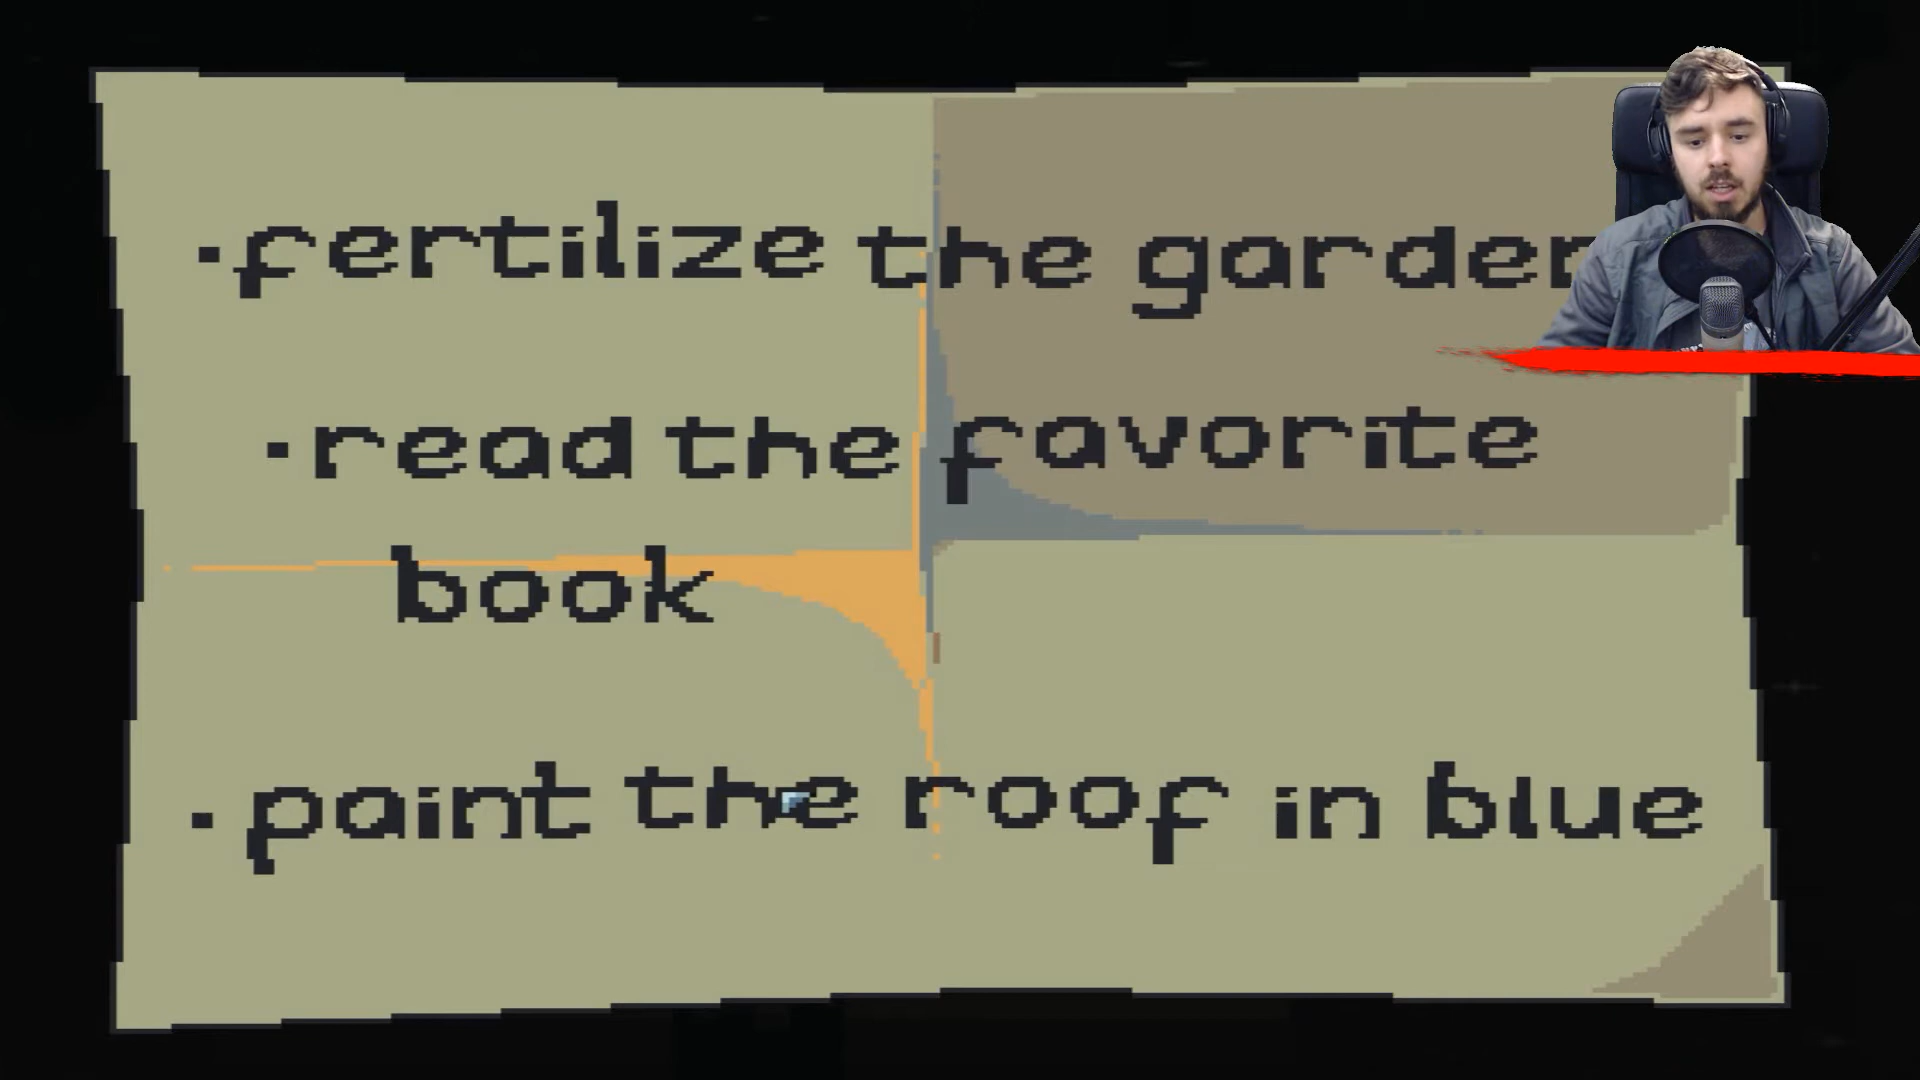 ·fertilize the garden
·read the favorite
book
·paint the roof in blue